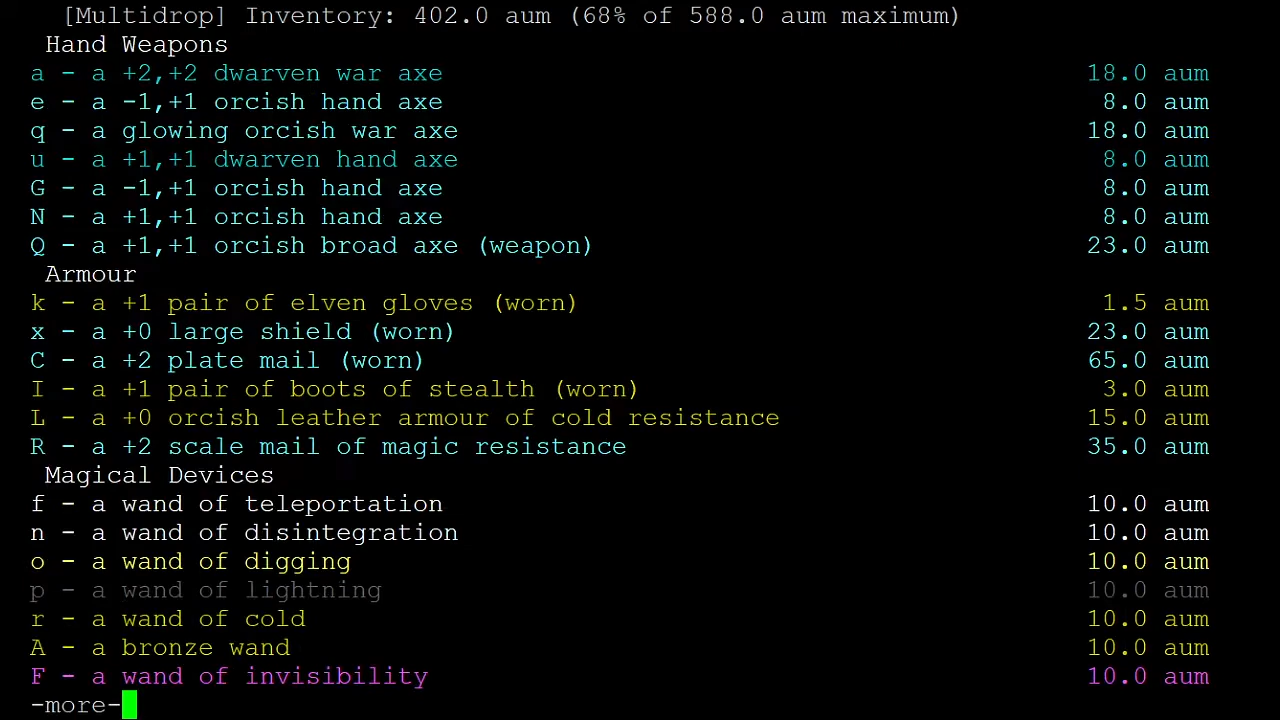 [Multidrop] Inventory: 402.0 aum (68% of 588.0 aum maximum)
Hand Weapons
a - a +2,+2 dwarven war axe 18.0 aum
e - a -1,+1 orcish hand axe 8.0 aum
q - a glowing orcish war axe 18.0 aum
u - a +1,+1 dwarven hand axe 8.0 aum
G - a -1,+1 orcish hand axe 8.0 aum
N - a +1,+1 orcish hand axe 8.0 aum
Q - a +1,+1 orcish broad axe (weapon) 23.0 aum
Armour
k - a +1 pair of elven gloves (worn) 1.5 aum
x - a +0 large shield (worn) 23.0 aum
C - a +2 plate mail (worn) 65.0 aum
I - a +1 pair of boots of stealth (worn) 3.0 aum
L - a +0 orcish leather armour of cold resistance 15.0 aum
R - a +2 scale mail of magic resistance 35.0 aum
Magical Devices
f - a wand of teleportation 10.0 aum
n - a wand of disintegration 10.0 aum
o - a wand of digging 10.0 aum
p - a wand of lightning 10.0 aum
r - a wand of cold 10.0 aum
A - a bronze wand 10.0 aum
F - a wand of invisibility 10.0 aum
-more-